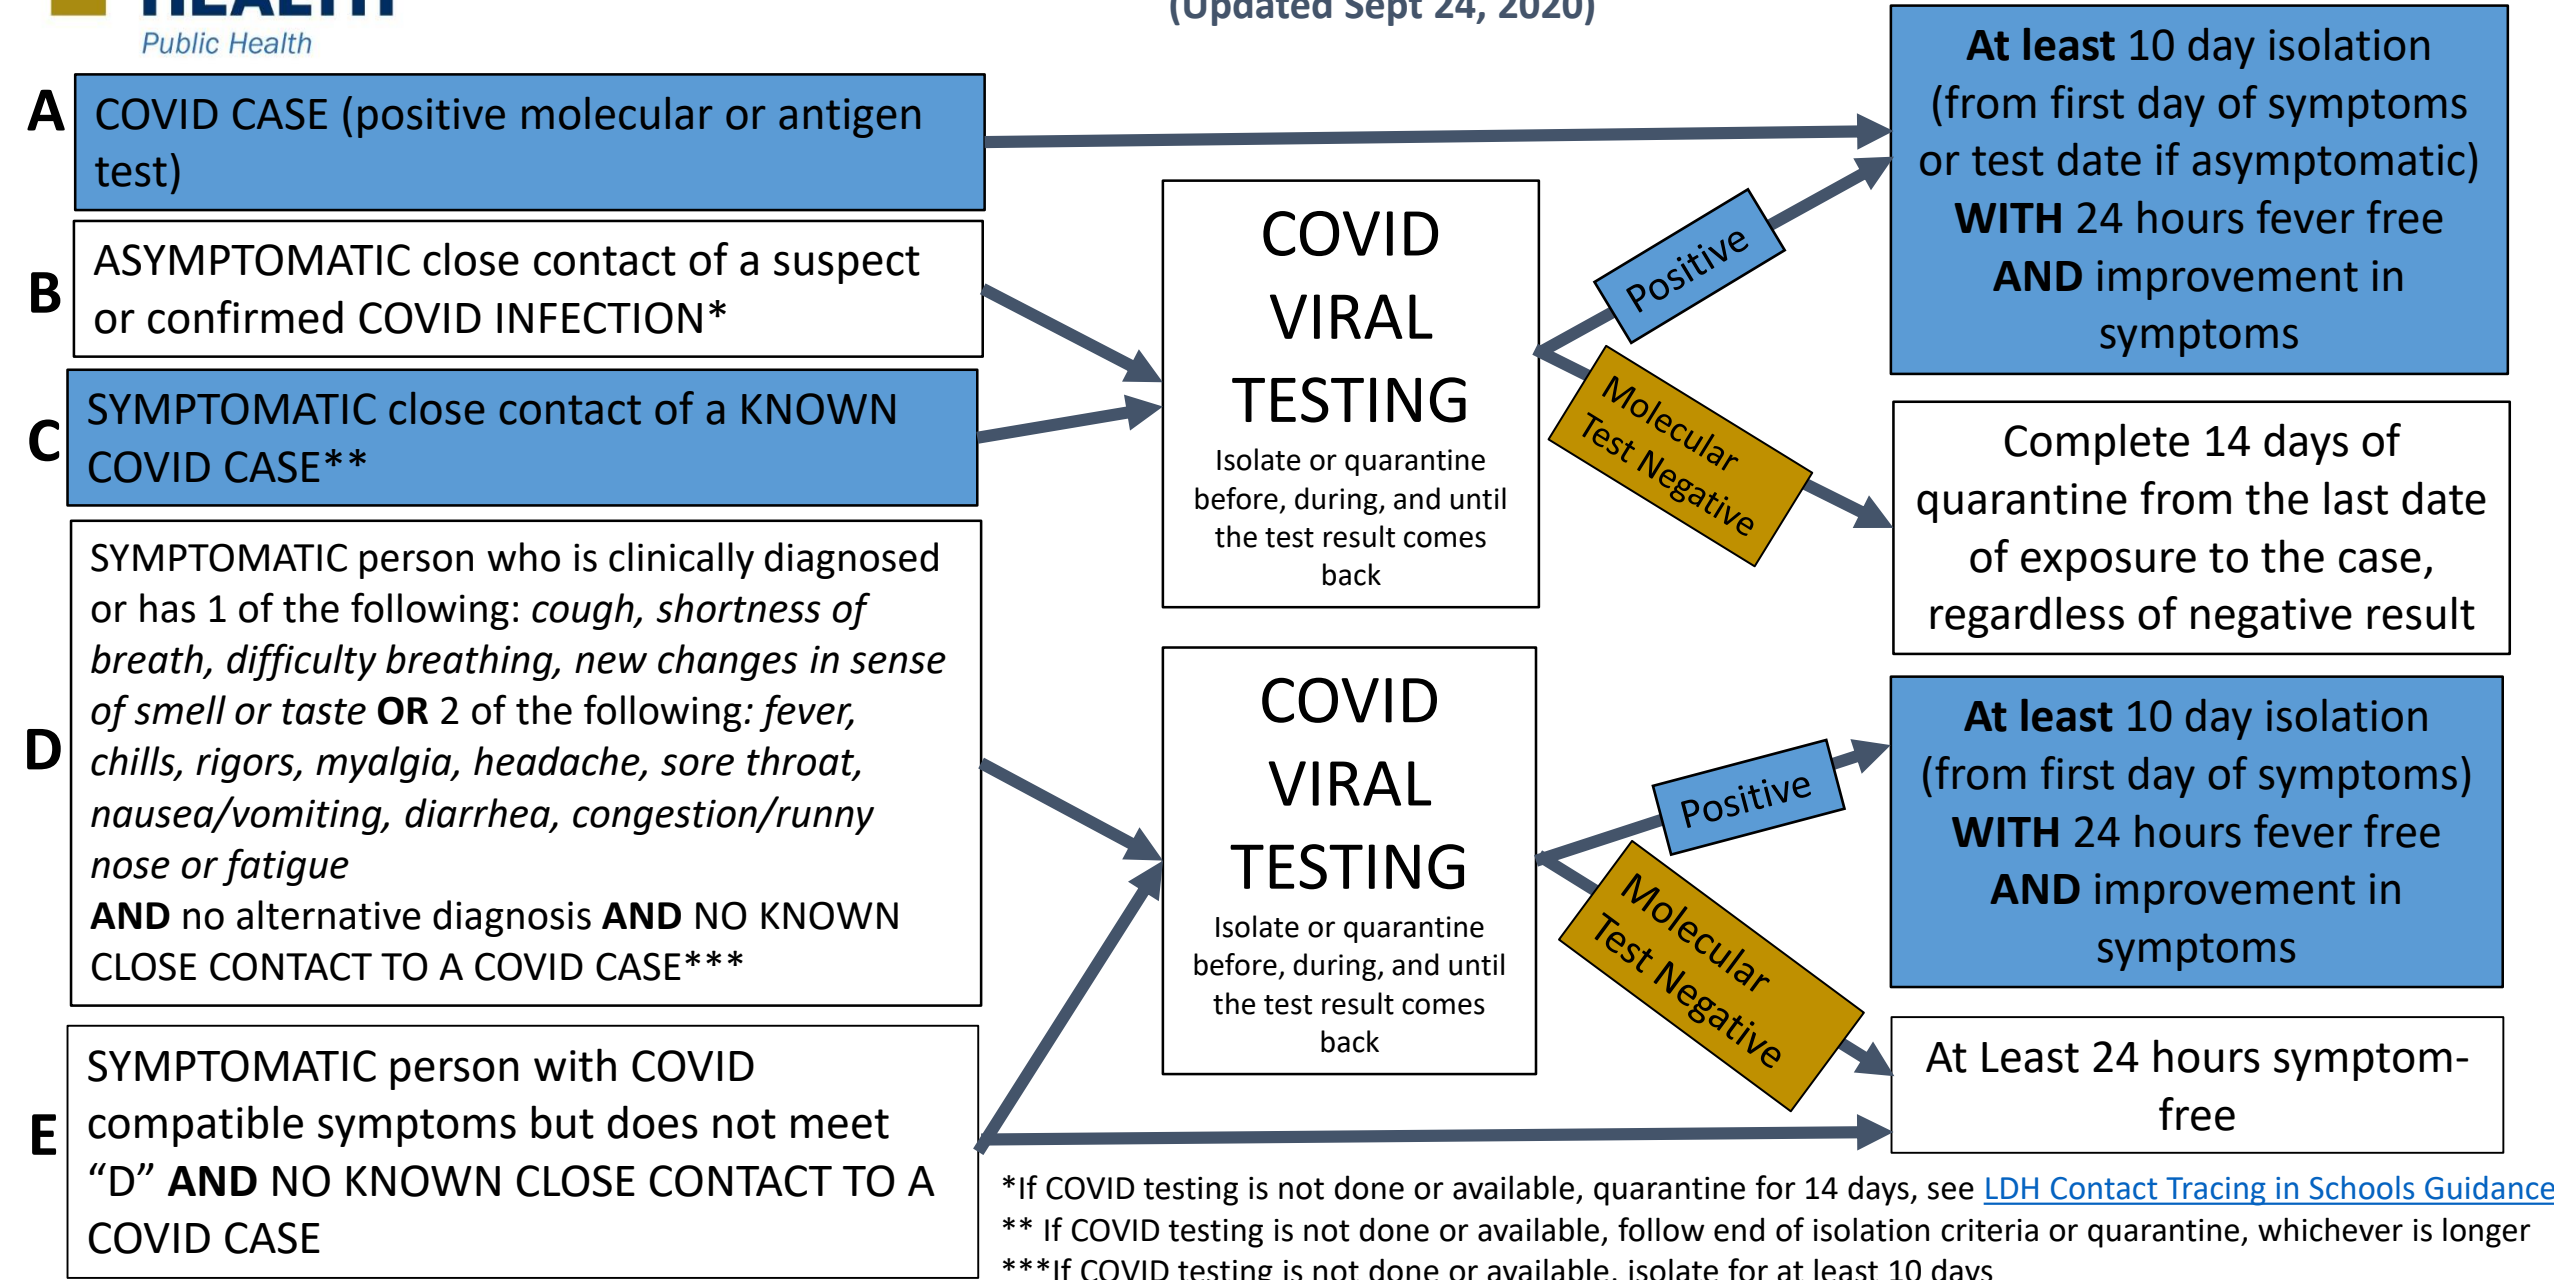 HEALTH
Public Health
(Updated Sept 24, 2020)
A
COVID CASE (positive molecular or antigen
test)
B
ASYMPTOMATIC close contact of a suspect
or confirmed COVID INFECTION*
C
SYMPTOMATIC close contact of a KNOWN
COVID CASE**
D
SYMPTOMATIC person who is clinically diagnosed
or has 1 of the following: cough, shortness of
breath, difficulty breathing, new changes in sense
of smell or taste OR 2 of the following: fever,
chills, rigors, myalgia, headache, sore throat,
nausea/vomiting, diarrhea, congestion/runny
nose or fatigue
AND no alternative diagnosis AND NO KNOWN
CLOSE CONTACT TO A COVID CASE***
E
SYMPTOMATIC person with COVID
compatible symptoms but does not meet
“D” AND NO KNOWN CLOSE CONTACT TO A
COVID CASE
COVID
VIRAL
TESTING
Isolate or quarantine
before, during, and until
the test result comes
back
Positive
Molecular
Test Negative
At least 10 day isolation
(from first day of symptoms
or test date if asymptomatic)
WITH 24 hours fever free
AND improvement in
symptoms
Complete 14 days of
quarantine from the last date
of exposure to the case,
regardless of negative result
COVID
VIRAL
TESTING
Isolate or quarantine
before, during, and until
the test result comes
back
Positive
Molecular
Test Negative
At least 10 day isolation
(from first day of symptoms)
WITH 24 hours fever free
AND improvement in
symptoms
At Least 24 hours symptom-
free
*If COVID testing is not done or available, quarantine for 14 days, see LDH Contact Tracing in Schools Guidance
** If COVID testing is not done or available, follow end of isolation criteria or quarantine, whichever is longer
***If COVID testing is not done or available, isolate for at least 10 days